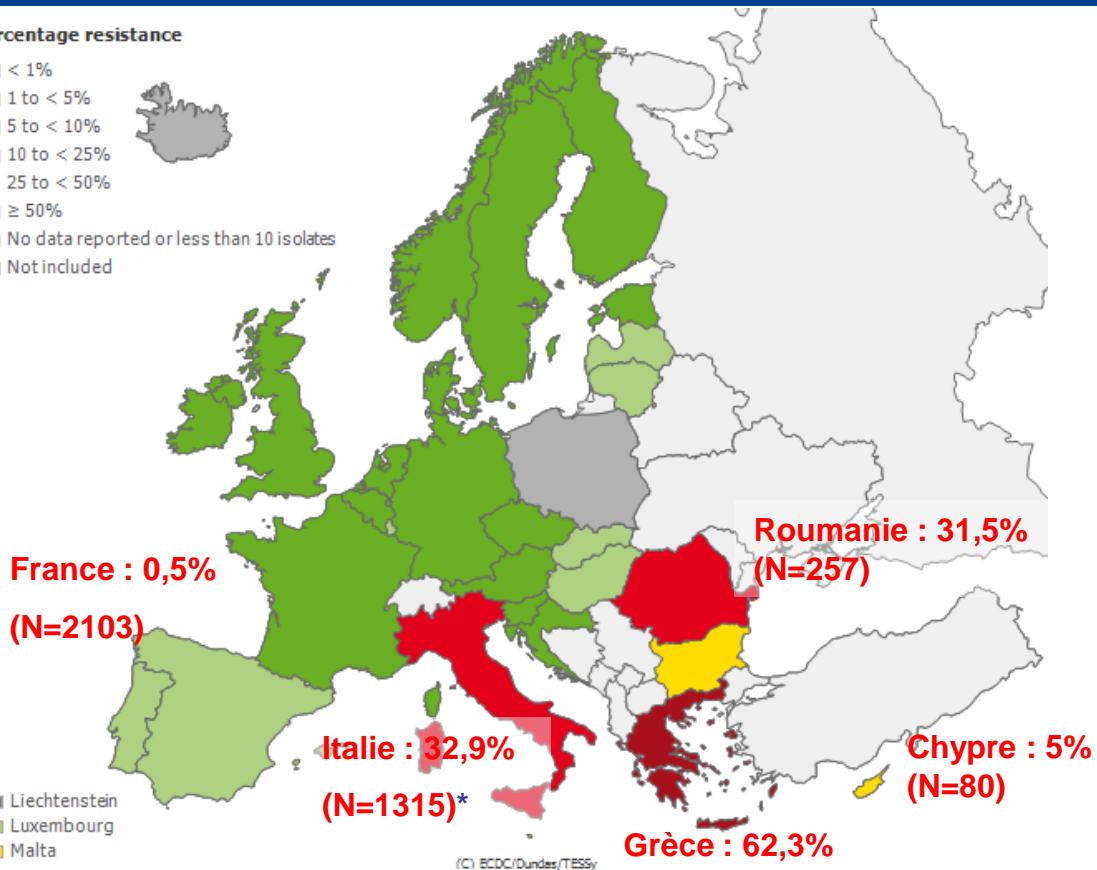 rcentage resistance
< 1%
1 to < 5%
5 to < 10%
10 to < 25%
25 to < 50%
≥ 50%
No data reported or less than 10 isolates
Not included
France : 0,5%
(N=2103)
Roumanie : 31,5%
(N=257)
Italie : 32,9%
(N=1315)*
Chypre : 5%
(N=80)
Grèce : 62,3%
Liechtenstein
Luxembourg
Malta
(C) ECDC/Dundas/TESSy